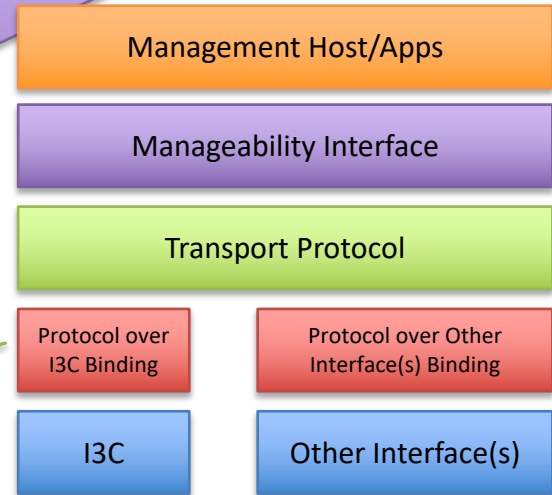 Management Host/Apps
Manageability Interface
Transport Protocol
Protocol over
I3C Binding
Protocol over Other
Interface(s) Binding
I3C
Other Interface(s)